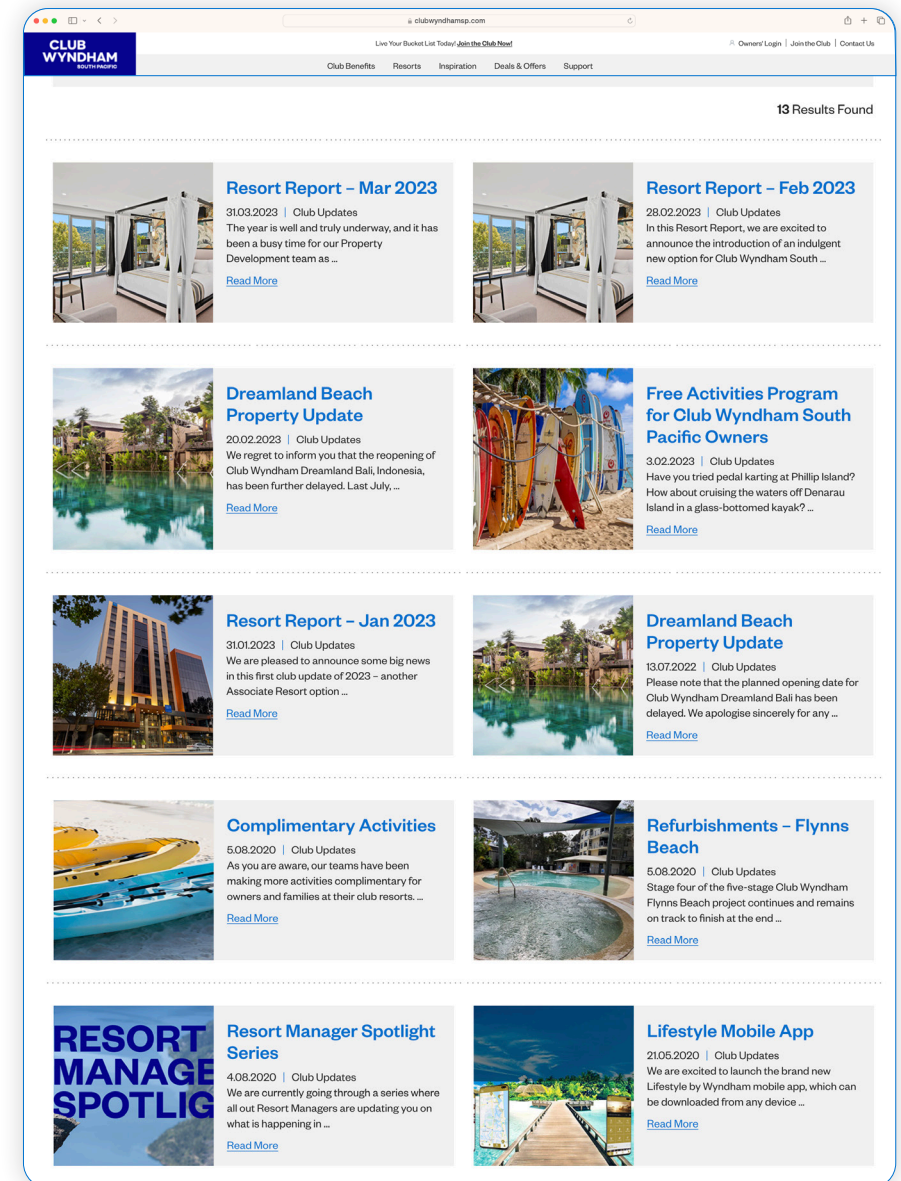 clubwyndhamsp.com
CLUB
WYNDHAM
SOUTH PACIFIC
Live Your Bucket List Today! Join the Club Now!
Owners' Login | Join the Club | Contact Us
Club Benefits Resorts Inspiration Deals & Offers Support
13 Results Found
Resort Report – Mar 2023
31.03.2023 | Club Updates
The year is well and truly underway, and it has
been a busy time for our Property
Development team as ...
Read More
Resort Report – Feb 2023
28.02.2023 | Club Updates
In this Resort Report, we are excited to
announce the introduction of an indulgent
new option for Club Wyndham South ...
Read More
Dreamland Beach
Property Update
20.02.2023 | Club Updates
We regret to inform you that the reopening of
Club Wyndham Dreamland Bali, Indonesia,
has been further delayed. Last July, ...
Read More
Free Activities Program
for Club Wyndham South
Pacific Owners
3.02.2023 | Club Updates
Have you tried pedal karting at Phillip Island?
How about cruising the waters off Denarau
Island in a glass-bottomed kayak? ...
Read More
Resort Report – Jan 2023
31.01.2023 | Club Updates
We are pleased to announce some big news
in this first club update of 2023 – another
Associate Resort option ...
Read More
Dreamland Beach
Property Update
13.07.2022 | Club Updates
Please note that the planned opening date for
Club Wyndham Dreamland Bali has been
delayed. We apologise sincerely for any ...
Read More
Complimentary Activities
5.08.2020 | Club Updates
As you are aware, our teams have been
making more activities complimentary for
owners and families at their club resorts. ...
Read More
Refurbishments – Flynns
Beach
5.08.2020 | Club Updates
Stage four of the five-stage Club Wyndham
Flynns Beach project continues and remains
on track to finish at the end ...
Read More
RESORT
MANAGE
SPOTLIG
Resort Manager Spotlight
Series
4.08.2020 | Club Updates
We are currently going through a series where
all out Resort Managers are updating you on
what is happening in ...
Read More
Lifestyle Mobile App
21.05.2020 | Club Updates
We are excited to launch the brand new
Lifestyle by Wyndham mobile app, which can
be downloaded from any device ...
Read More